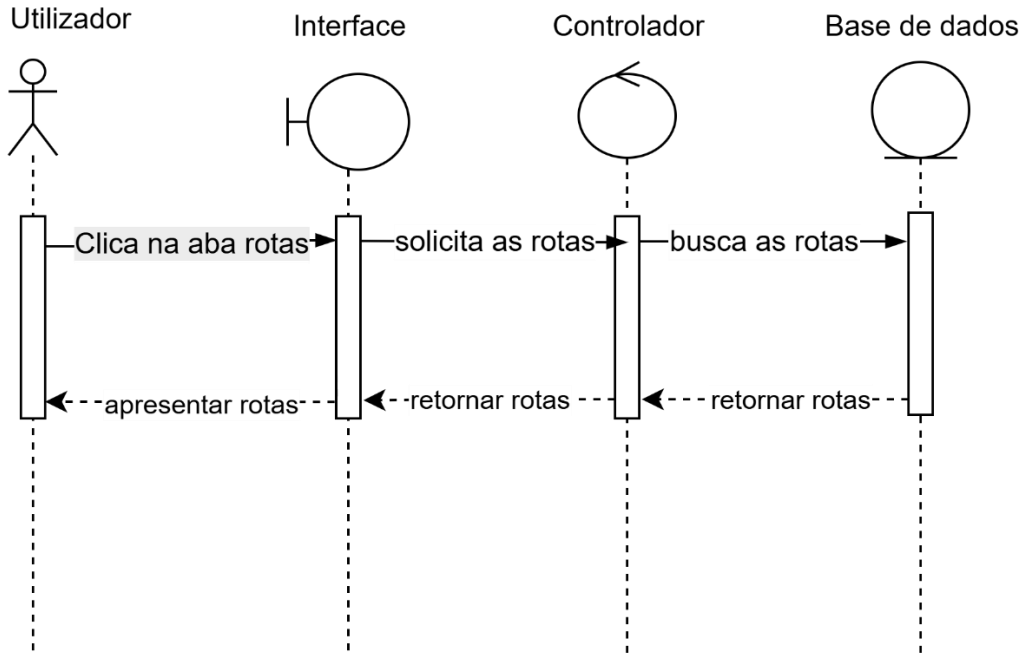 Utilizador
Interface
Controlador
Base de dados
Clica na aba rotas
solicita as rotas
busca as rotas
apresentar rotas
retornar rotas
retornar rotas